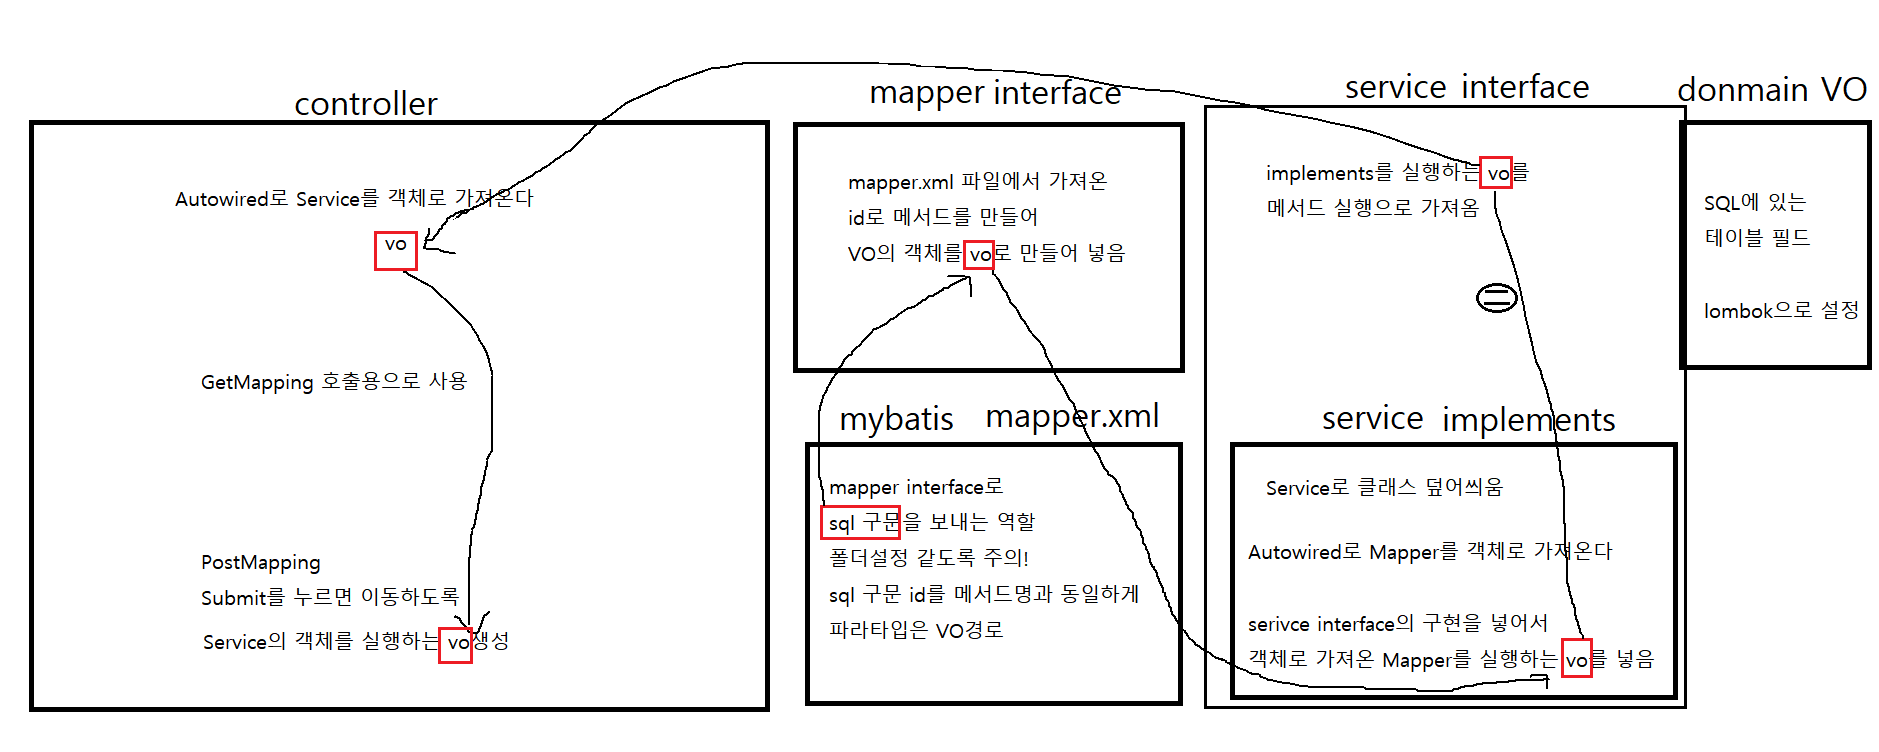 controller
Autowired로 Service를 객체로 가져온다
vo
GetMapping 호출용으로 사용
PostMapping
Submit를 누르면 이동하도록
Service의 객체를 실행하는 vo생성
mapper interface
mapper.xml 파일에서 가져온
id로 메서드를 만들어
VO의 객체를 vo로 만들어 넣음
mybatis mapper.xml
mapper interface로
sql 구문을 보내는 역할
폴더설정 같도록 주의!
sql 구문 id를 메서드명과 동일하게
파라타입은 VO경로
service interface
implements를 실행하는 vo를
메서드 실행으로 가져옴
service implements
Service로 클래스 덮어씌움
Autowired로 Mapper를 객체로 가져온다
serivce interface의 구현을 넣어서
객체로 가져온 Mapper를 실행하는 vo를 넣음
donmain VO
SQL에 있는
테이블 필드
lombok으로 설정